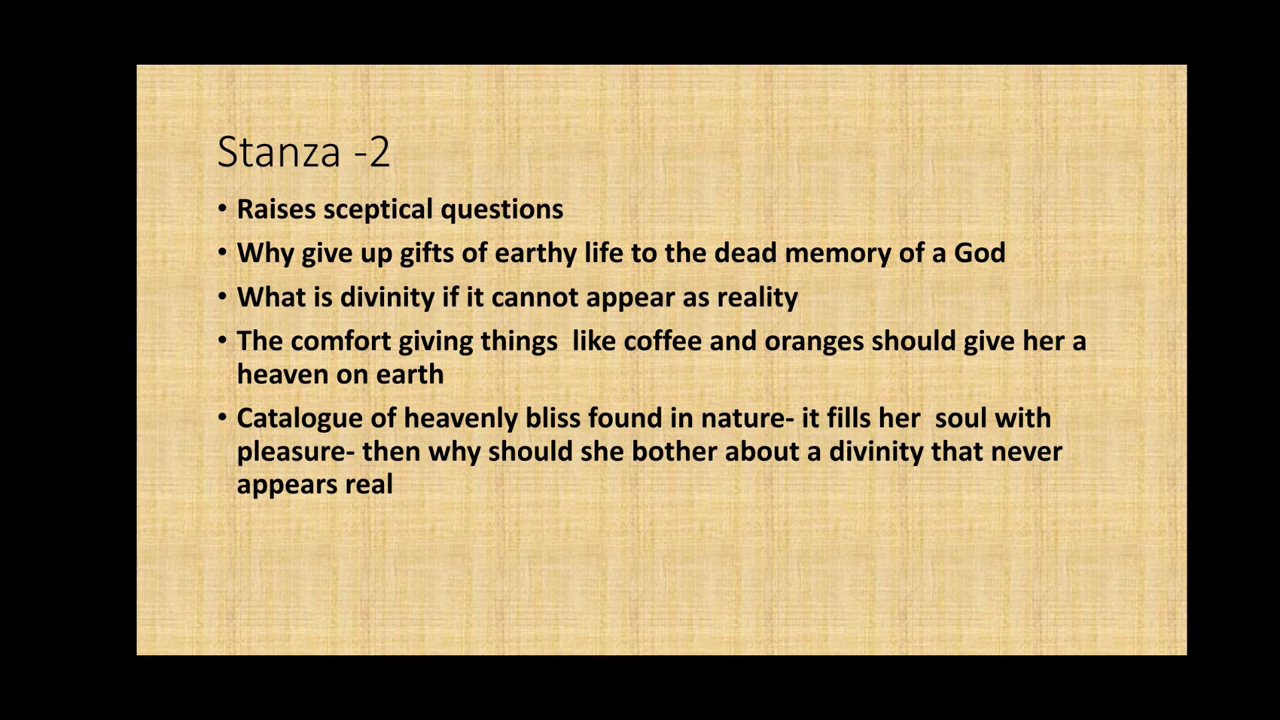 Stanza -2
• Raises sceptical questions
• Why give up gifts of earthy life to the dead memory of a God
• What is divinity if it cannot appear as reality
• The comfort giving things  like coffee and oranges should give her a
heaven on earth
• Catalogue of heavenly bliss found in nature- it fills her  soul with
pleasure- then why should she bother about a divinity that never
appears real